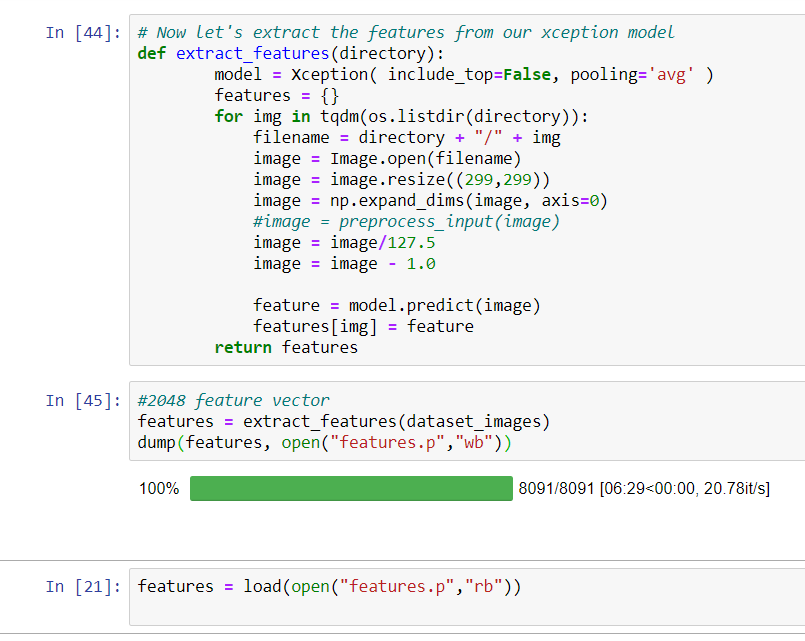 In [44]: # Now let's extract the features from our xception model
def extract_features(directory):
        model = Xception( include_top=False, pooling='avg' )
        features = {}
        for img in tqdm(os.listdir(directory)):
            filename = directory + "/" + img
            image = Image.open(filename)
            image = image.resize((299,299))
            image = np.expand_dims(image, axis=0)
            #image = preprocess_input(image)
            image = image/127.5
            image = image - 1.0

            feature = model.predict(image)
            features[img] = feature
        return features
In [45]: #2048 feature vector
features = extract_features(dataset_images)
dump(features, open("features.p","wb"))
100% 8091/8091 [06:29<00:00, 20.78it/s]
In [21]: features = load(open("features.p","rb"))